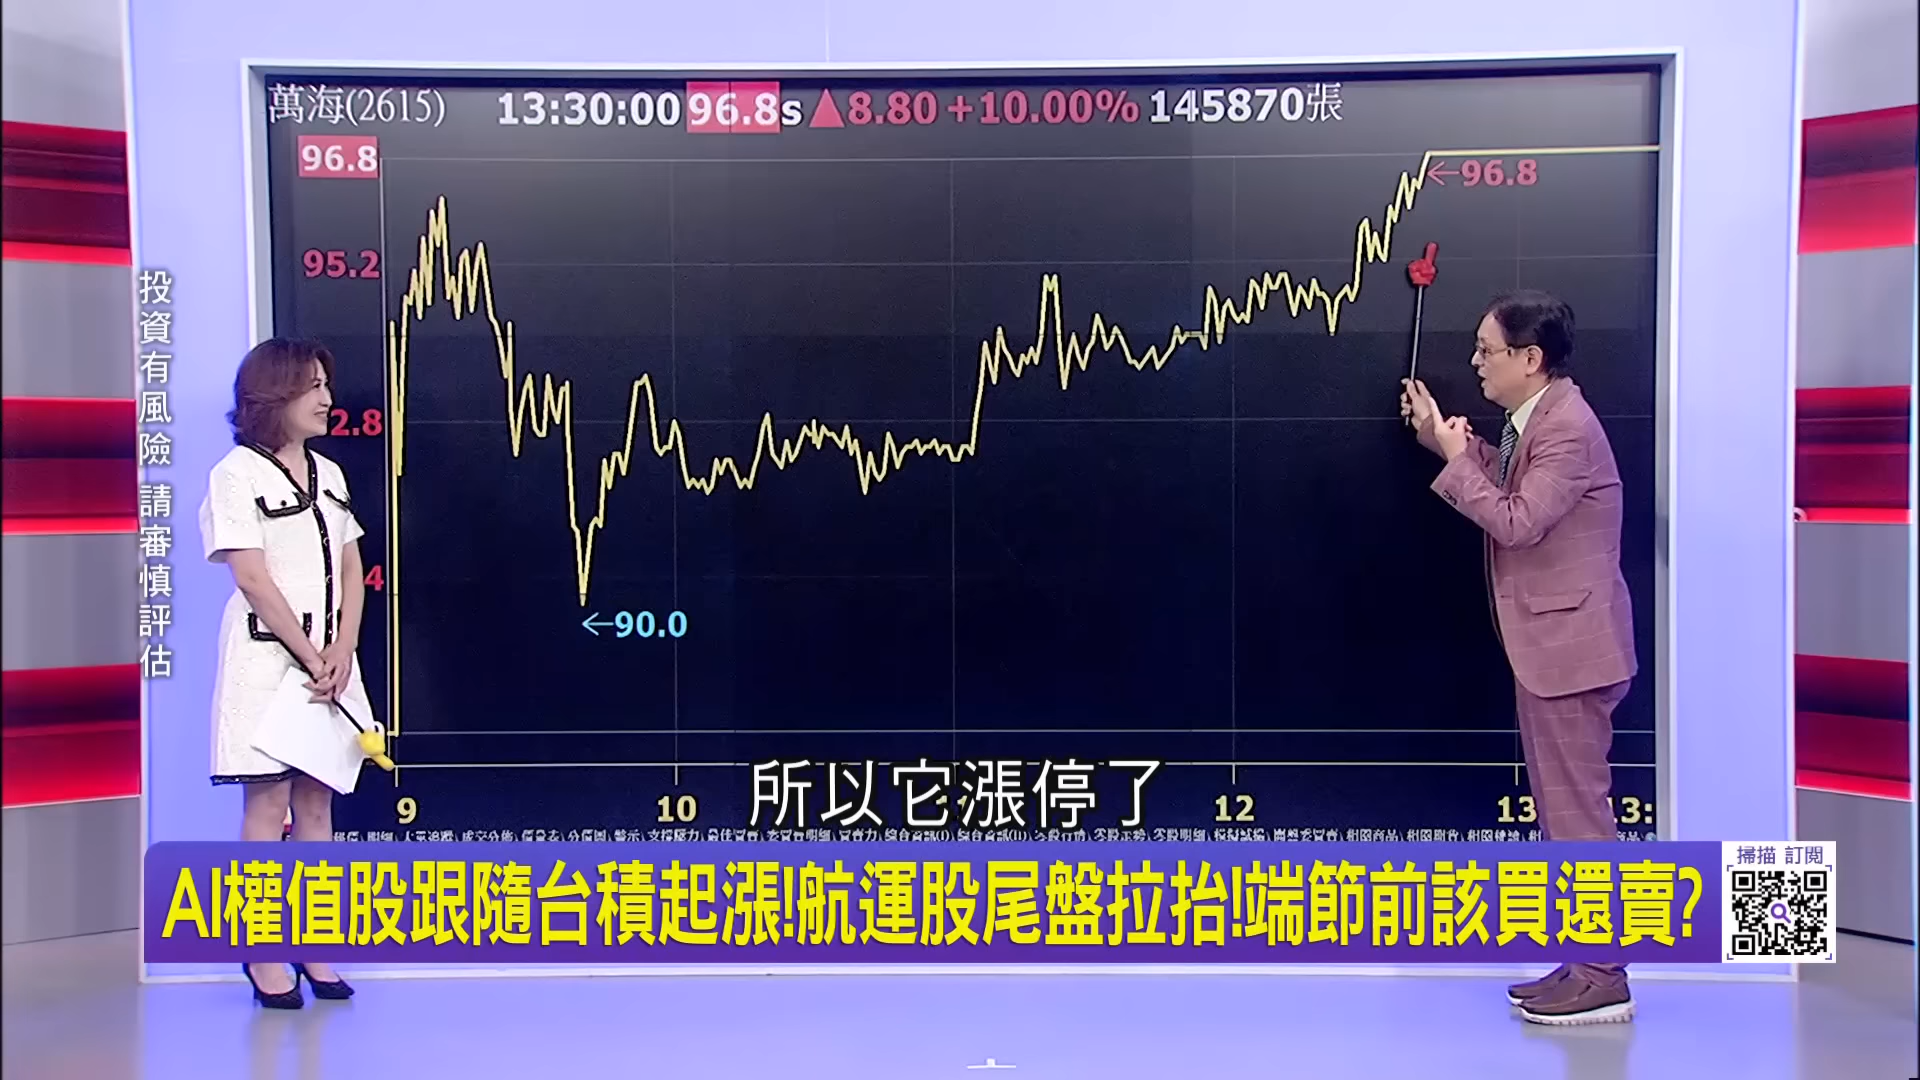 萬海(2615) 13:30:00 96.8s ▲8.80 +10.00% 145870張
96.8
←96.8
95.2
2.8
4
←90.0
投資有風險 請審慎評估
所以它漲停了
9 10 12 13 13:
掃描 訂閱
AI權值股跟隨台積起漲!航運股尾盤拉抬!端節前該買還賣?